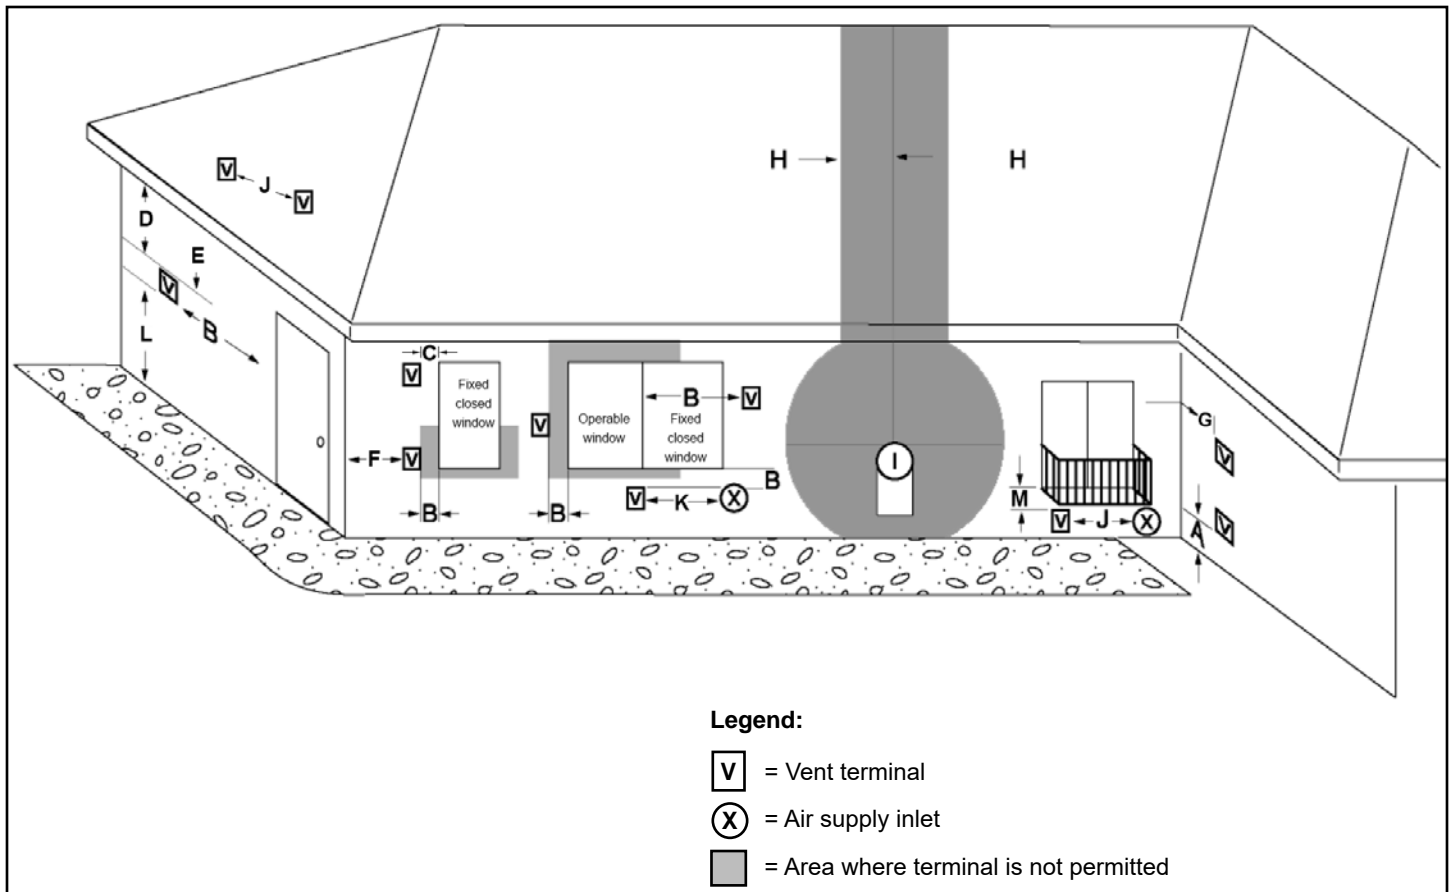 H H
V J V
D
E
V
B
L
C
V
Fixed
closed
window
F V
B
V
Operable
window
B V
Fixed
closed
window
B
B
V K X
I
G
V
M
V J X
A V
Legend:
V = Vent terminal
X = Air supply inlet
= Area where terminal is not permitted